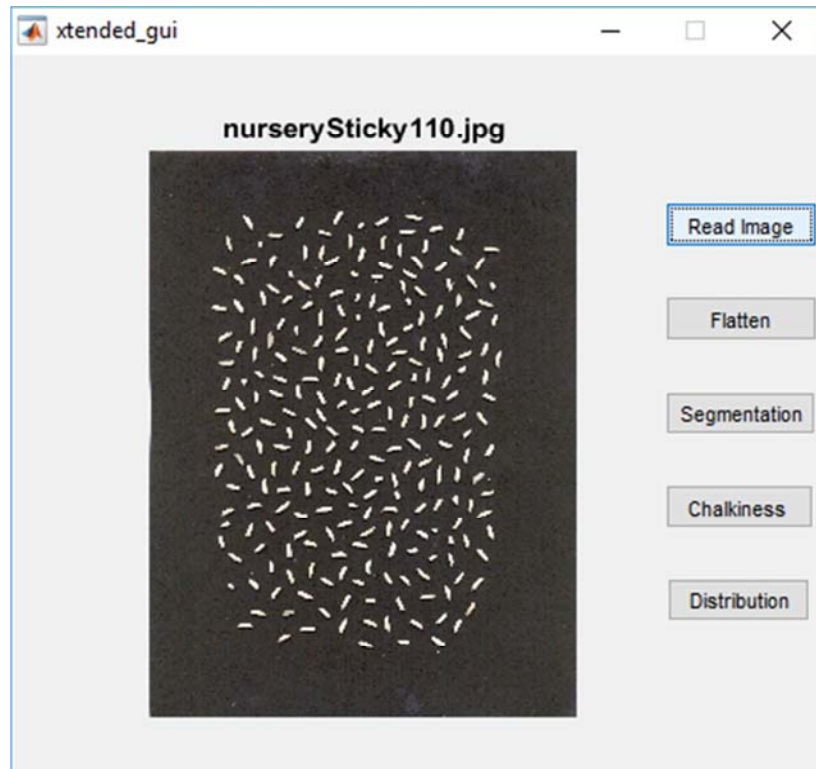 xtended_gui
nurserySticky110.jpg
Read Image
Flatten
Segmentation
Chalkiness
Distribution